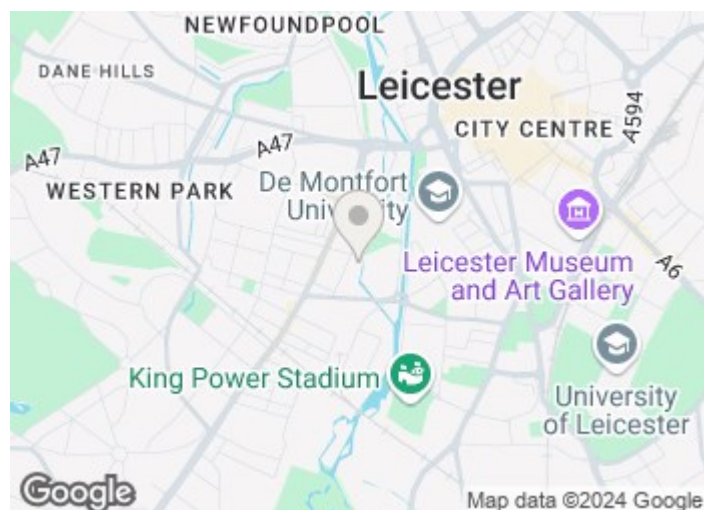 NEWFOUNDPOOL
DANE HILLS
Leicester
CITY CENTRE
A594
A47
A47
WESTERN PARK
De Montfort
University
Leicester Museum
and Art Gallery
A6
King Power Stadium
University
of Leicester
Google
Map data ©2024 Google